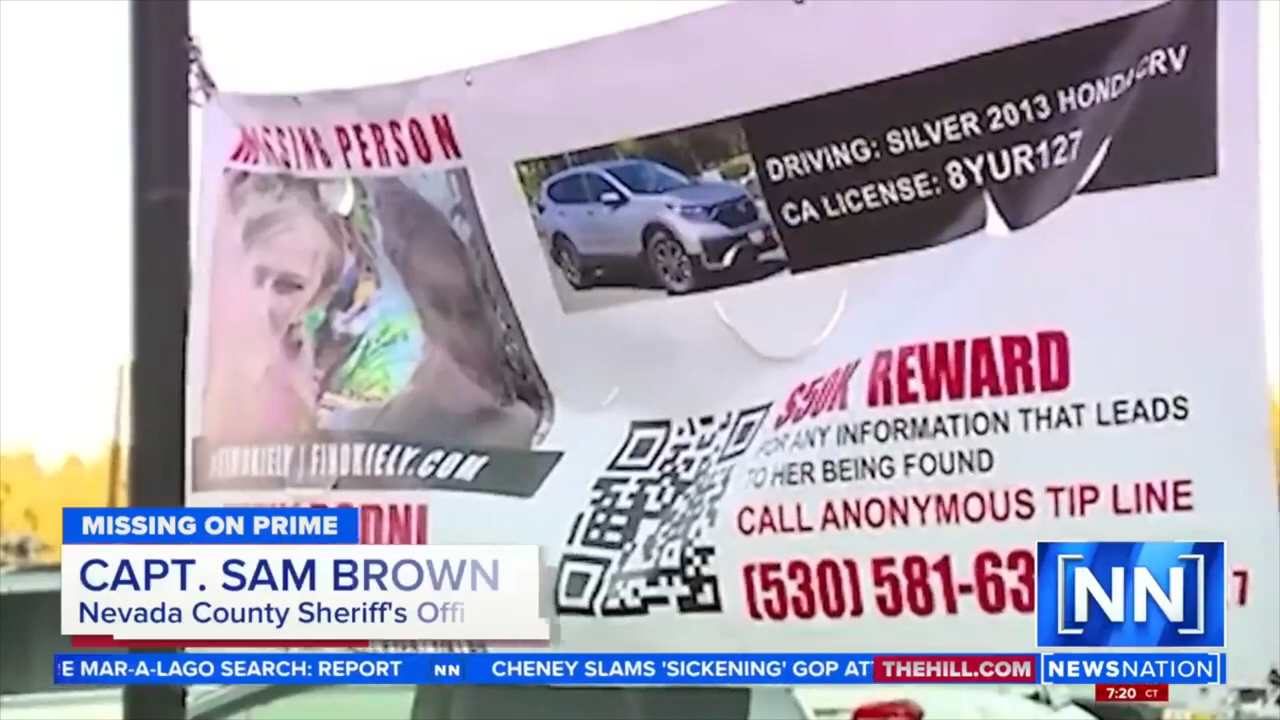 MISSING PERSON
DRIVING: SILVER 2013 HONDA CRV
CA LICENSE: 8YUR127
#FINDKIELY | FINDKIELY.COM
RODNI
$50K REWARD
FOR ANY INFORMATION THAT LEADS
TO HER BEING FOUND
CALL ANONYMOUS TIP LINE
(530) 581-63
7
MISSING ON PRIME
CAPT. SAM BROWN
Nevada County Sheriff's Offi
[NN]
E MAR-A-LAGO SEARCH: REPORT NN CHENEY SLAMS 'SICKENING' GOP AT THEHILL.COM NEWSNATION
7:20 CT